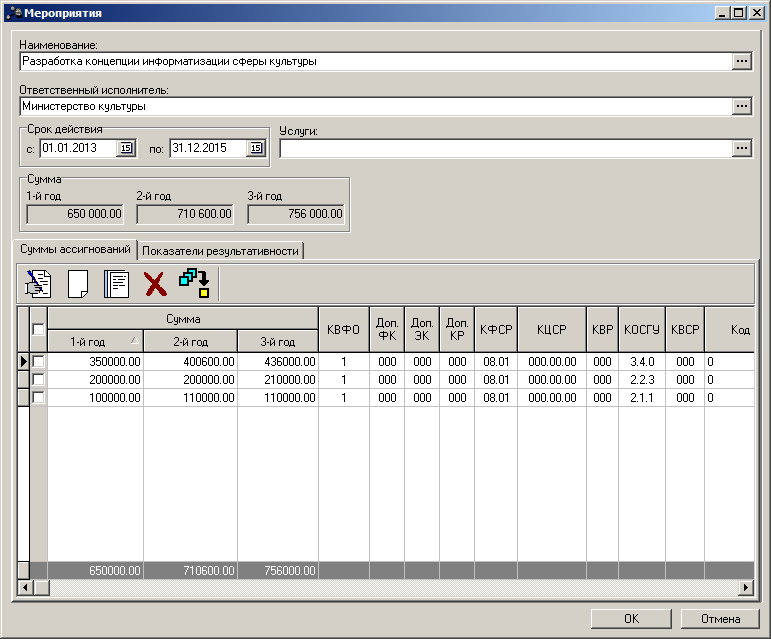 Мероприятия
Наименование:
Разработка концепции информатизации сферы культуры
Ответственный исполнитель:
Министерство культуры
Срок действия
с: 01.01.2013 15 по: 31.12.2015 15
Услуги:
Сумма
1-й год 2-й год 3-й год
650 000.00 710 600.00 756 000.00
Суммы ассигнований Показатели результативности
Сумма КВФО Доп. ФК Доп. ЭК Доп. КР КФСР КЦСР КВР КОСГУ КВСР Код
1-й год 2-й год 3-й год
350000.00 400600.00 436000.00 1 000 000 000 08.01 000.00.00 000 3.4.0 000 0
200000.00 200000.00 210000.00 1 000 000 000 08.01 000.00.00 000 2.2.3 000 0
100000.00 110000.00 110000.00 1 000 000 000 08.01 000.00.00 000 2.1.1 000 0
650000.00 710600.00 756000.00
OK Отмена